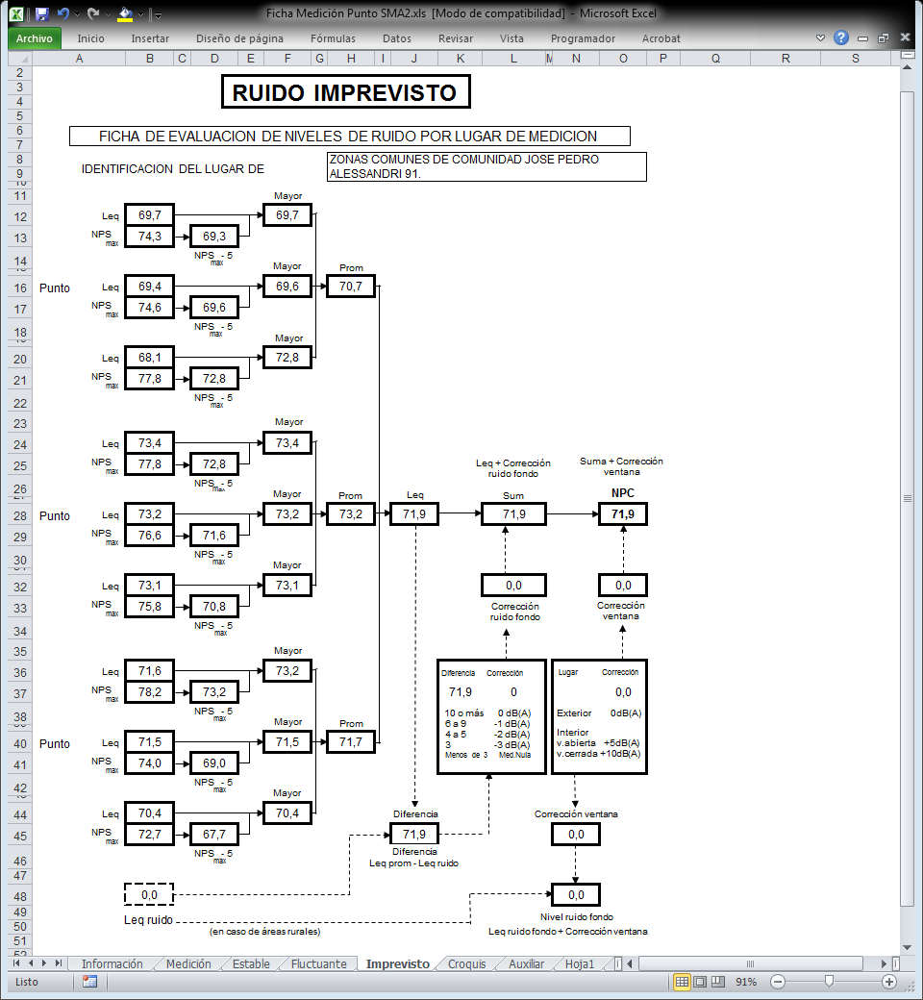 Ficha Medición Punto SMA2.xls [Modo de compatibilidad] - Microsoft Excel
Archivo Inicio Insertar Diseño de página Fórmulas Datos Revisar Vista Programador Acrobat
A B C D E F G H I J K L M N O P Q R S
2
3 RUIDO IMPREVISTO
4
5
6 FICHA DE EVALUACION DE NIVELES DE RUIDO POR LUGAR DE MEDICION
7
8 ZONAS COMUNES DE COMUNIDAD JOSE PEDRO
9 IDENTIFICACION DEL LUGAR DE ALESSANDRI 91.
11 Mayor
12 Leq 69,7 69,7
13 NPS max 74,3 69,3
14 NPS max - 5
Mayor Prom
16 Punto Leq 69,4 69,6 70,7
17 NPS max 74,6 69,6
18 NPS max - 5
Mayor
20 Leq 68,1 72,8
21 NPS max 77,8 72,8
22 NPS max - 5
23 Mayor
24 Leq 73,4 73,4
25 NPS max 77,8 72,8
Leq + Corrección ruido fondo
Suma + Corrección ventana
26 NPS max - 5
Mayor Prom Leq Sum NPC
28 Punto Leq 73,2 73,2 73,2 71,9 71,9 71,9
29 NPS max 76,6 71,6
30 NPS max - 5
Mayor
32 Leq 73,1 73,1 0,0 0,0
33 NPS max 75,8 70,8
Corrección ruido fondo
Corrección ventana
34 NPS max - 5
35 Mayor
36 Leq 71,6 73,2
37 NPS max 78,2 73,2
38 NPS max - 5
Diferencia Corrección
71,9 0
10 o más 0 dB(A)
6 a 9 -1 dB(A)
4 a 5 -2 dB(A)
3 -3 dB(A)
Menos de 3 Med.Nula
Lugar Corrección
0,0
Exterior 0dB(A)
Interior
v.abierta +5dB(A)
v.cerrada +10dB(A)
Mayor Prom
40 Punto Leq 71,5 71,5 71,7
41 NPS max 74,0 69,0
42 NPS max - 5
Mayor
44 Leq 70,4 70,4 Diferencia Corrección ventana
45 NPS max 72,7 67,7 71,9 0,0
46 NPS max - 5
Diferencia
Leq prom - Leq ruido
47
48 0,0 0,0
49 Leq ruido Nivel ruido fondo
50 (en caso de áreas rurales) Leq ruido fondo + Corrección ventana
51
52
Información Medición Estable Fluctuante Imprevisto Croquis Auxiliar Hoja1
Listo 91%